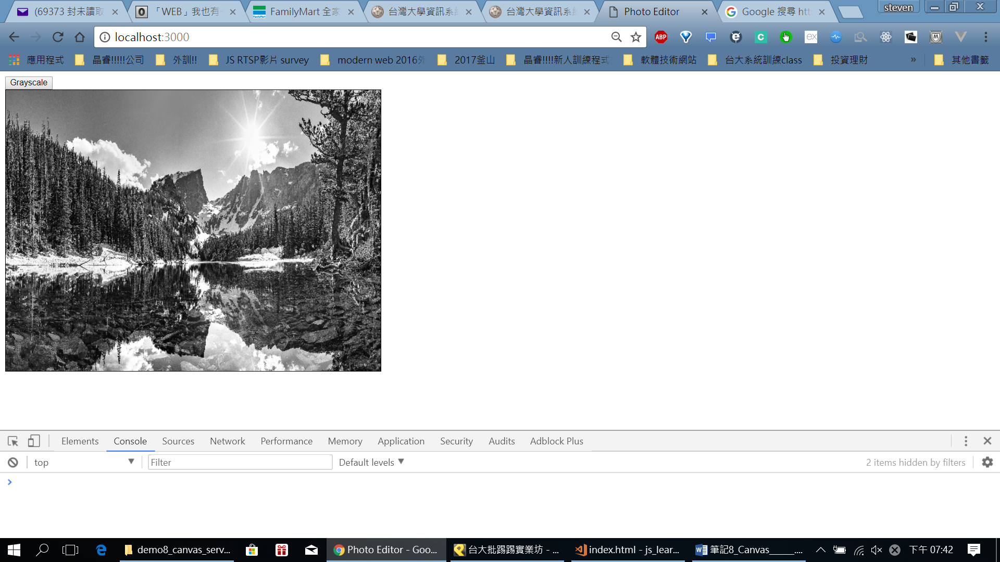 (69373 封未讀取
「WEB」我也有
FamilyMart 全家
台灣大學資訊系
台灣大學資訊系
Photo Editor
Google 搜尋 htt
steven
localhost:3000
應用程式
晶睿!!!!!公司
外訓!!
JS RTSP影片 survey
modern web 2016外
2017釜山
晶睿!!!!新人訓練程式
軟體技術網站
台大系統訓練class
投資理財
»
其他書籤
Grayscale
Elements
Console
Sources
Network
Performance
Memory
Application
Security
Audits
Adblock Plus
top
Filter
Default levels
2 items hidden by filters
demo8_canvas_serv...
Photo Editor - Goo...
台大批踢踢實業坊 - ...
index.html - js_lear...
筆記8_Canvas_____....
下午 07:42